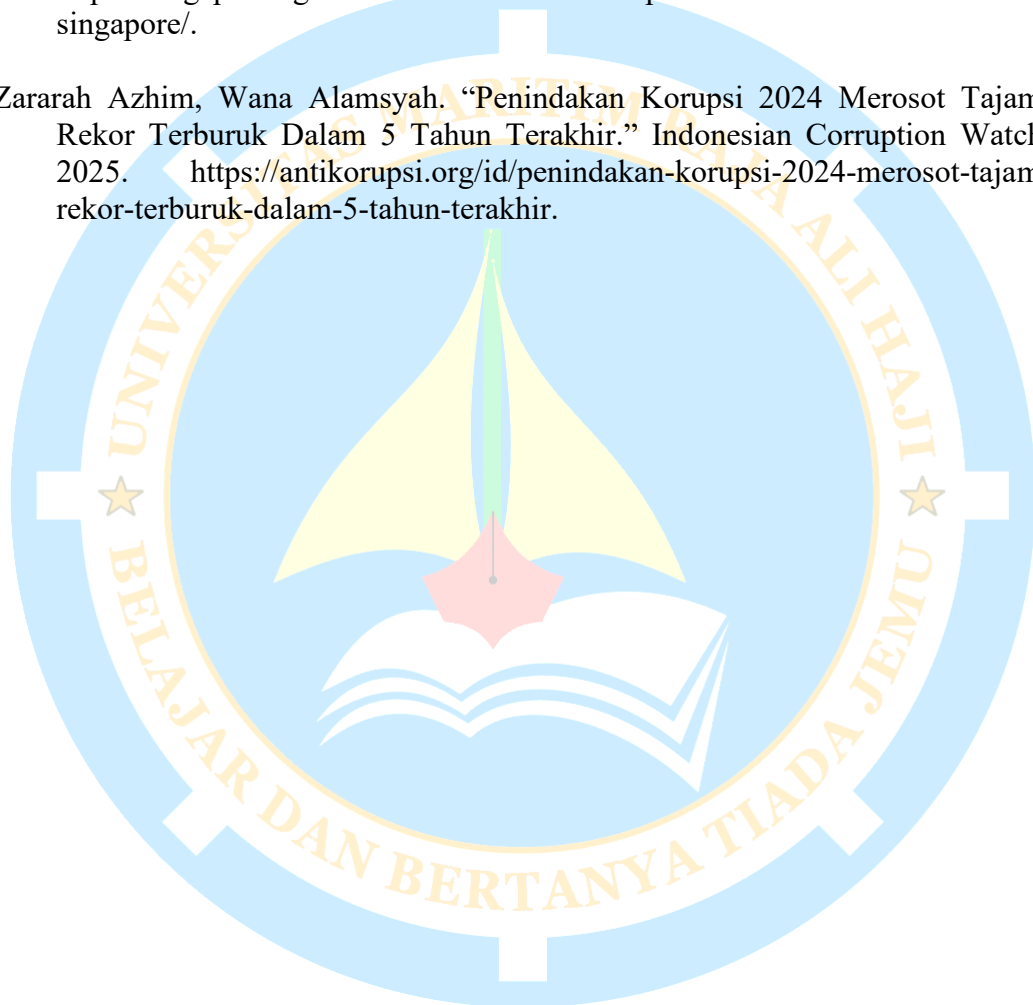 singapore/.
Zararah Azhim, Wana Alamsyah. “Penindakan Korupsi 2024 Merosot Tajam
Rekor Terburuk Dalam 5 Tahun Terakhir.” Indonesian Corruption Watch
2025. https://antikorupsi.org/id/penindakan-korupsi-2024-merosot-tajam
rekor-terburuk-dalam-5-tahun-terakhir.
UNIVERSITAS MARITIM RAJA ALI HAJI
BELAJAR DAN BERTANYA TIADA JEMU